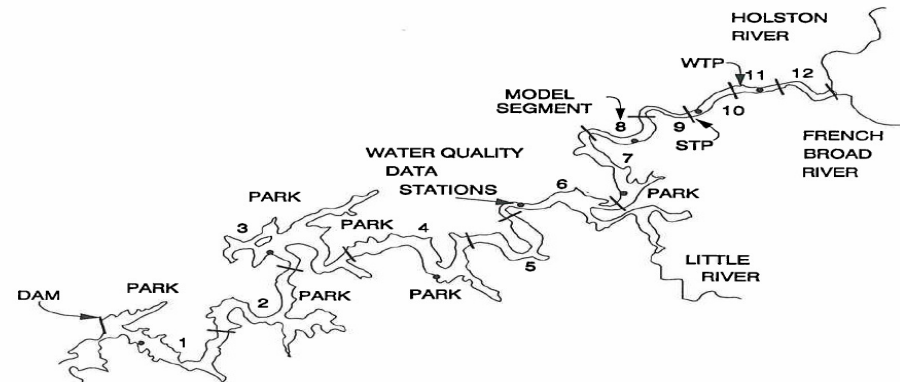 HOLSTON
RIVER
WTP
11
12
MODEL
SEGMENT
10
8
9
STP
FRENCH
BROAD
RIVER
WATER QUALITY
DATA
STATIONS
7
6
PARK
PARK
3
PARK
4
5
LITTLE
RIVER
DAM
PARK
2
PARK
PARK
1